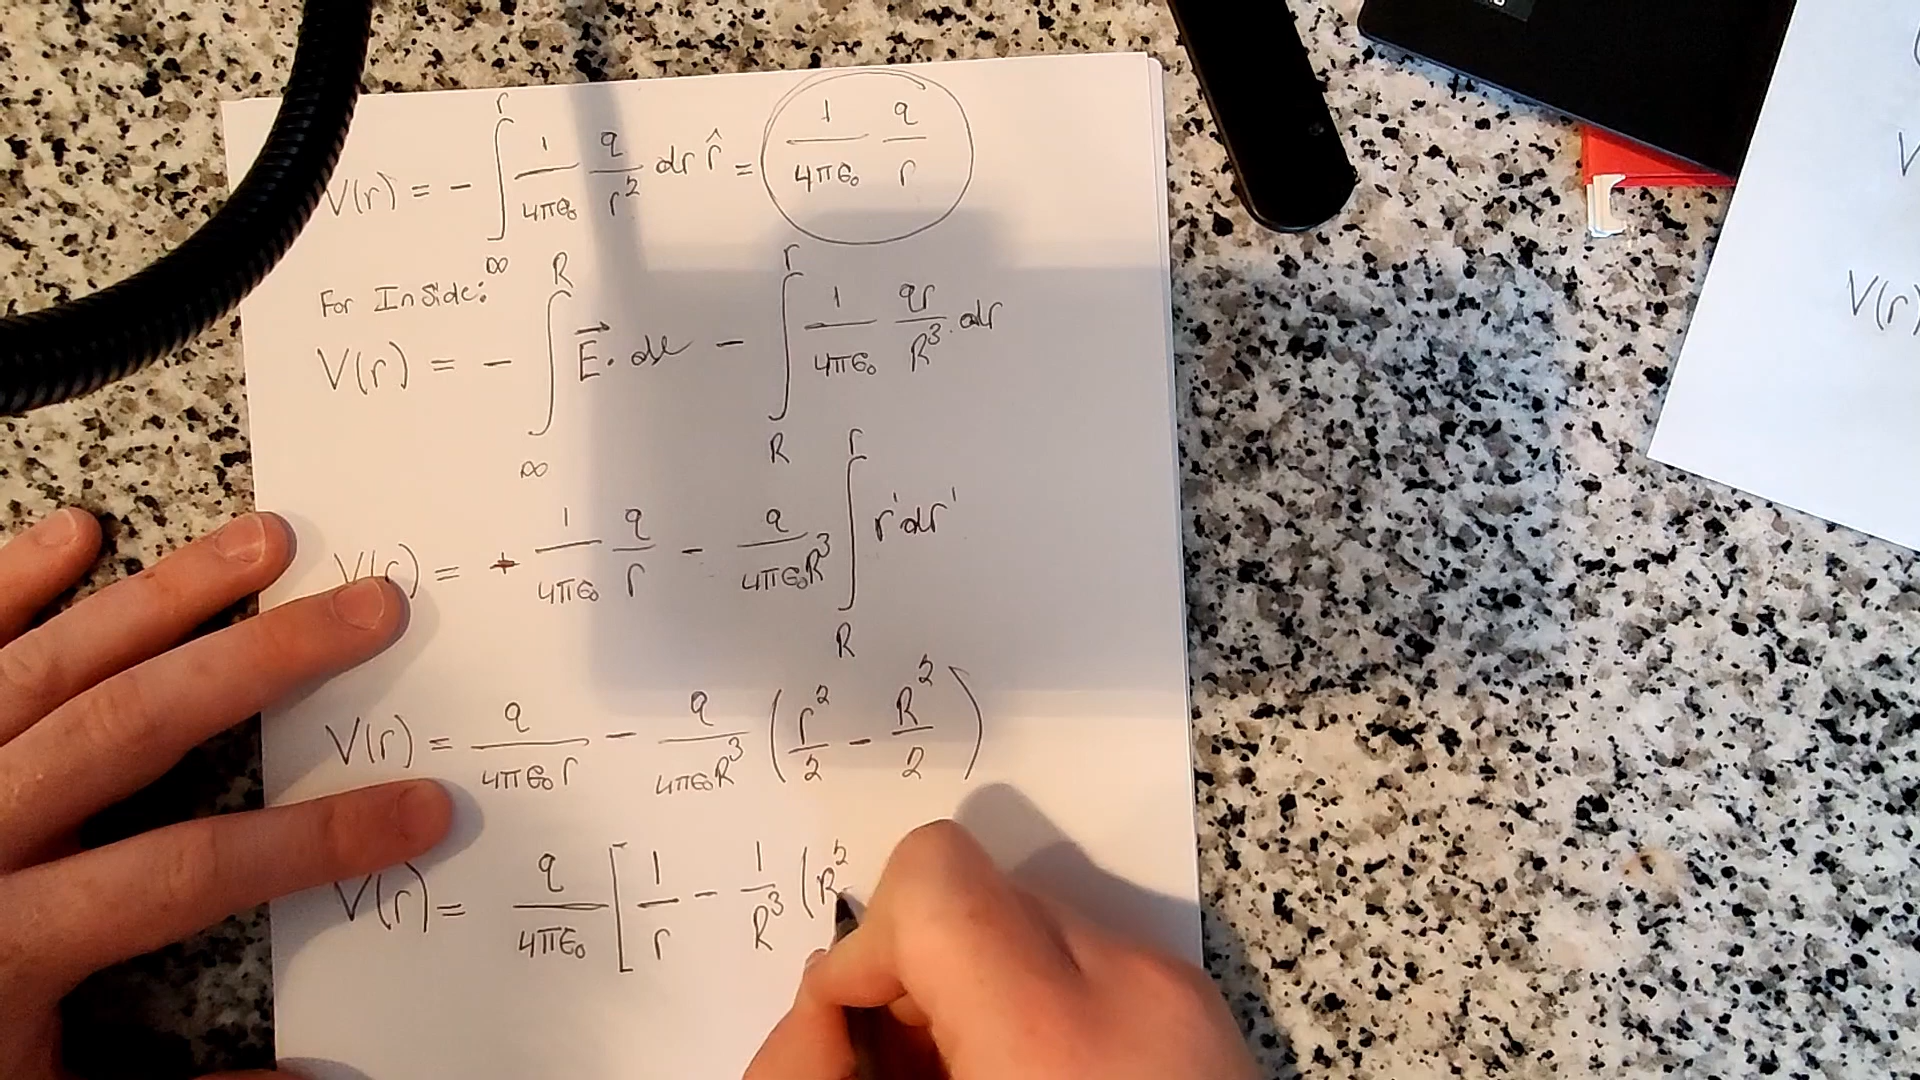 V(r) = - ∫_∞^r 1/4πϵ₀ q/r² dr r̂ = 1/4πϵ₀ q/r
For Inside:
V(r) = - ∫_∞^R E⃗ · dl - ∫_R^r 1/4πϵ₀ qr/R³ · dr
V(r) = + 1/4πϵ₀ q/r - q/4πϵ₀R³ ∫_R^r r'dr'
V(r) = q/4πϵ₀r - q/4πϵ₀R³ (r²/2 - R²/2)
V(r) = q/4πϵ₀ [1/r - 1/R³ (R²
V
V(r)